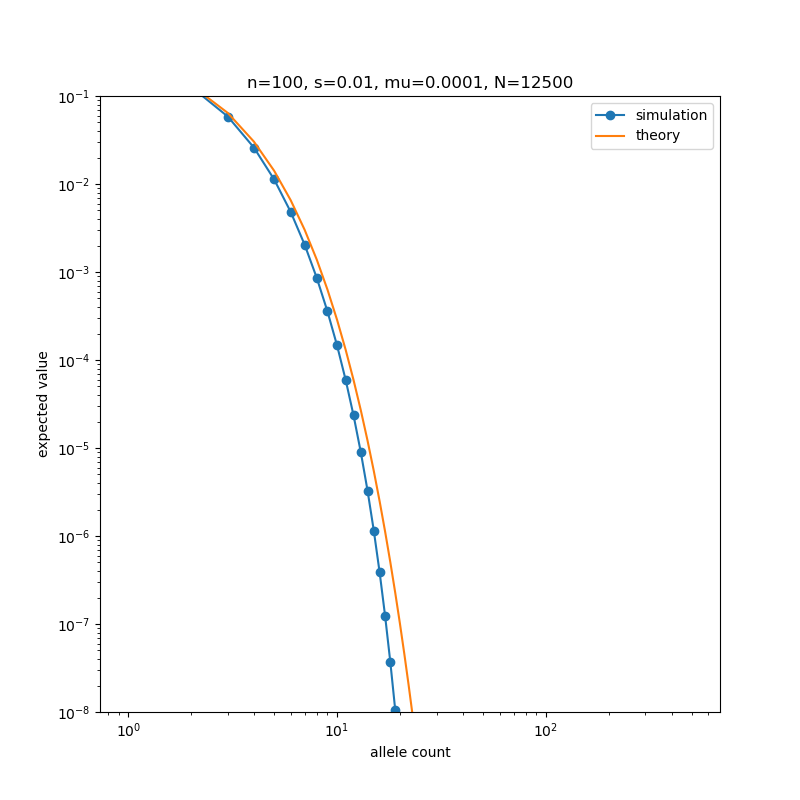 n=100, s=0.01, mu=0.0001, N=12500
simulation
theory
10⁻¹
10⁻²
10⁻³
10⁻⁴
10⁻⁵
10⁻⁶
10⁻⁷
10⁻⁸
expected value
10⁰ 10¹ 10²
allele count